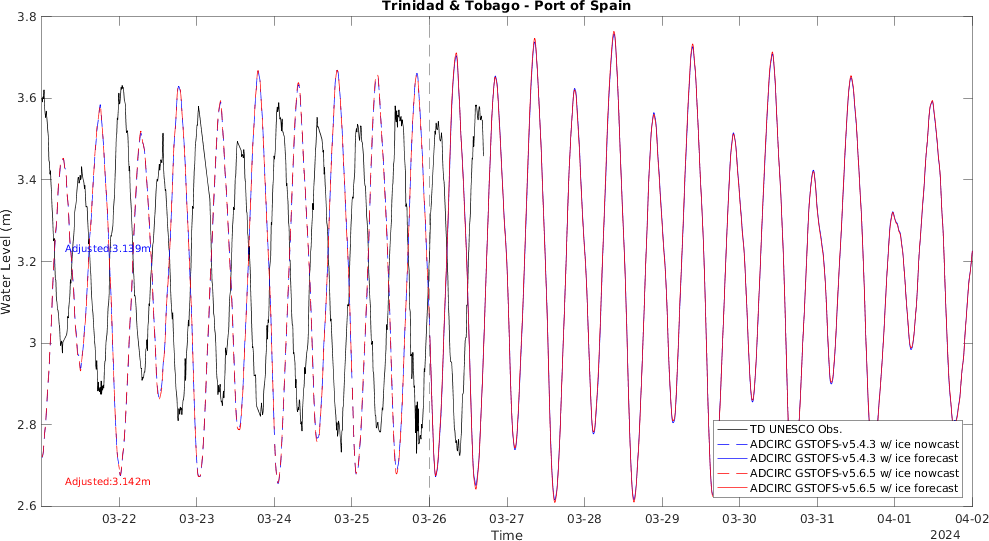 Trinidad & Tobago - Port of Spain
3.8
3.6
3.4
3.2
3
2.8
2.6
Water Level (m)
Adjusted:3.139m
Adjusted:3.142m
TD UNESCO Obs.
ADCIRC GSTOFS-v5.4.3 w/ ice nowcast
ADCIRC GSTOFS-v5.4.3 w/ ice forecast
ADCIRC GSTOFS-v5.6.5 w/ ice nowcast
ADCIRC GSTOFS-v5.6.5 w/ ice forecast
03-22 03-23 03-24 03-25 03-26 03-27 03-28 03-29 03-30 03-31 04-01 04-02
Time
2024